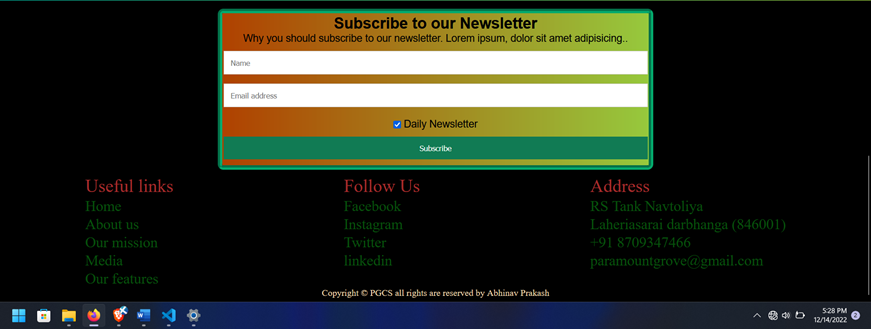 Subscribe to our Newsletter
Why you should subscribe to our newsletter. Lorem ipsum, dolor sit amet adipisicing..
Name
Email address
Daily Newsletter
Subscribe
Useful links
Home
About us
Our mission
Media
Our features
Follow Us
Facebook
Instagram
Twitter
linkedin
Address
RS Tank Navtoliya
Laheriasarai darbhanga (846001)
+91 8709347466
paramountgrove@gmail.com
Copyright © PGCS all rights are reserved by Abhinav Prakash
5:28 PM
12/14/2022
2